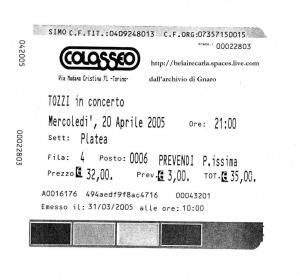 SIMO C.F.TIT.:0409248013 C.F.ORG:07357150015
00022803
COLOSSEO
http://belairecarla.spaces.live.com
Via Madama Cristina 71 -Torino-
dall'archivio di Gnaro
TOZZI in concerto
Mercoledi', 20 Aprile 2005 Ore: 21:00
Sett: Platea
Fila: 4 Posto: 0006 PREVENDI P.issima
Prezzo € 32,00. Prev. € 3,00. TOT. € 35,00.
A0016176 494aedf9f8ac4716 00043201
Emesso il: 31/03/2005 alle ore: 10:00
042005
00022803